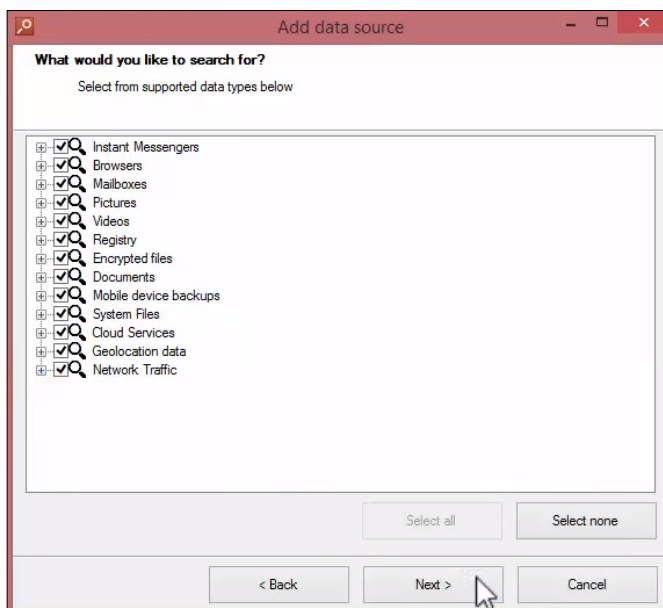 Add data source
What would you like to search for?
Select from supported data types below
Instant Messengers
Browsers
Mailboxes
Pictures
Videos
Registry
Encrypted files
Documents
Mobile device backups
System Files
Cloud Services
Geolocation data
Network Traffic
Select all
Select none
< Back
Next >
Cancel